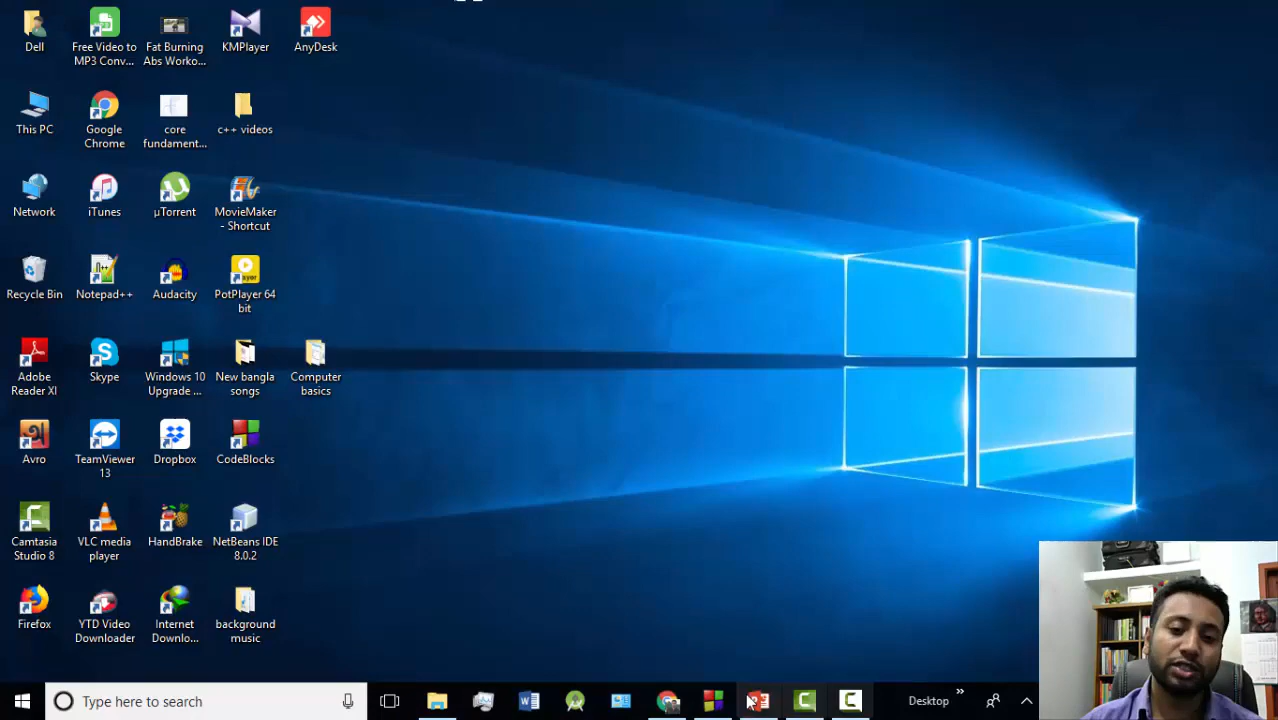 Dell
Free Video to
MP3 Conv...
Fat Burning
Abs Worko...
KMPlayer
AnyDesk
This PC
Google
Chrome
core
fundament...
c++ videos
Network
iTunes
µTorrent
MovieMaker
- Shortcut
Recycle Bin
Notepad++
Audacity
PotPlayer 64
bit
Adobe
Reader XI
Skype
Windows 10
Upgrade ...
New bangla
songs
Computer
basics
Avro
TeamViewer
13
Dropbox
CodeBlocks
Camtasia
Studio 8
VLC media
player
HandBrake
NetBeans IDE
8.0.2
Firefox
YTD Video
Downloader
Internet
Downlo...
background
music
Type here to search
Desktop